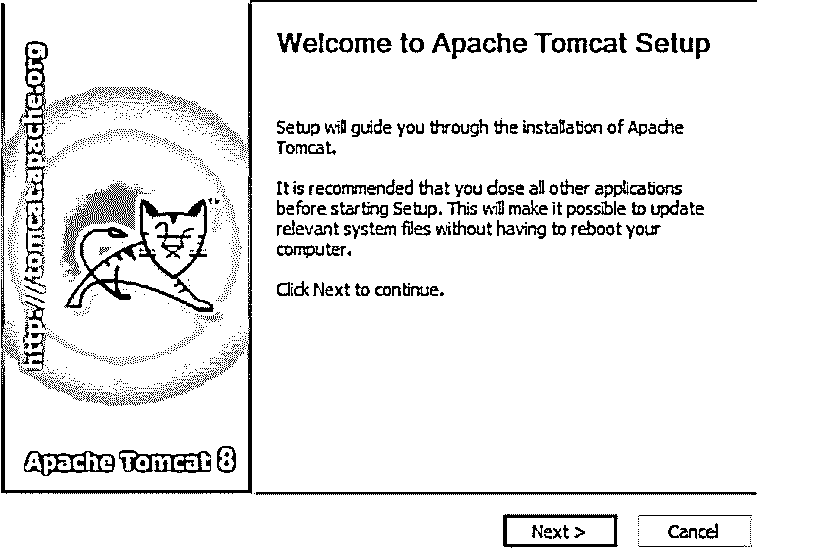 http://tomcat.apache.org
TM
Apache Tomcat 8
Welcome to Apache Tomcat Setup
Setup will guide you through the installation of Apache
Tomcat.
It is recommended that you close all other applications
before starting Setup. This will make it possible to update
relevant system files without having to reboot your
computer.
Click Next to continue.
Next >
Cancel